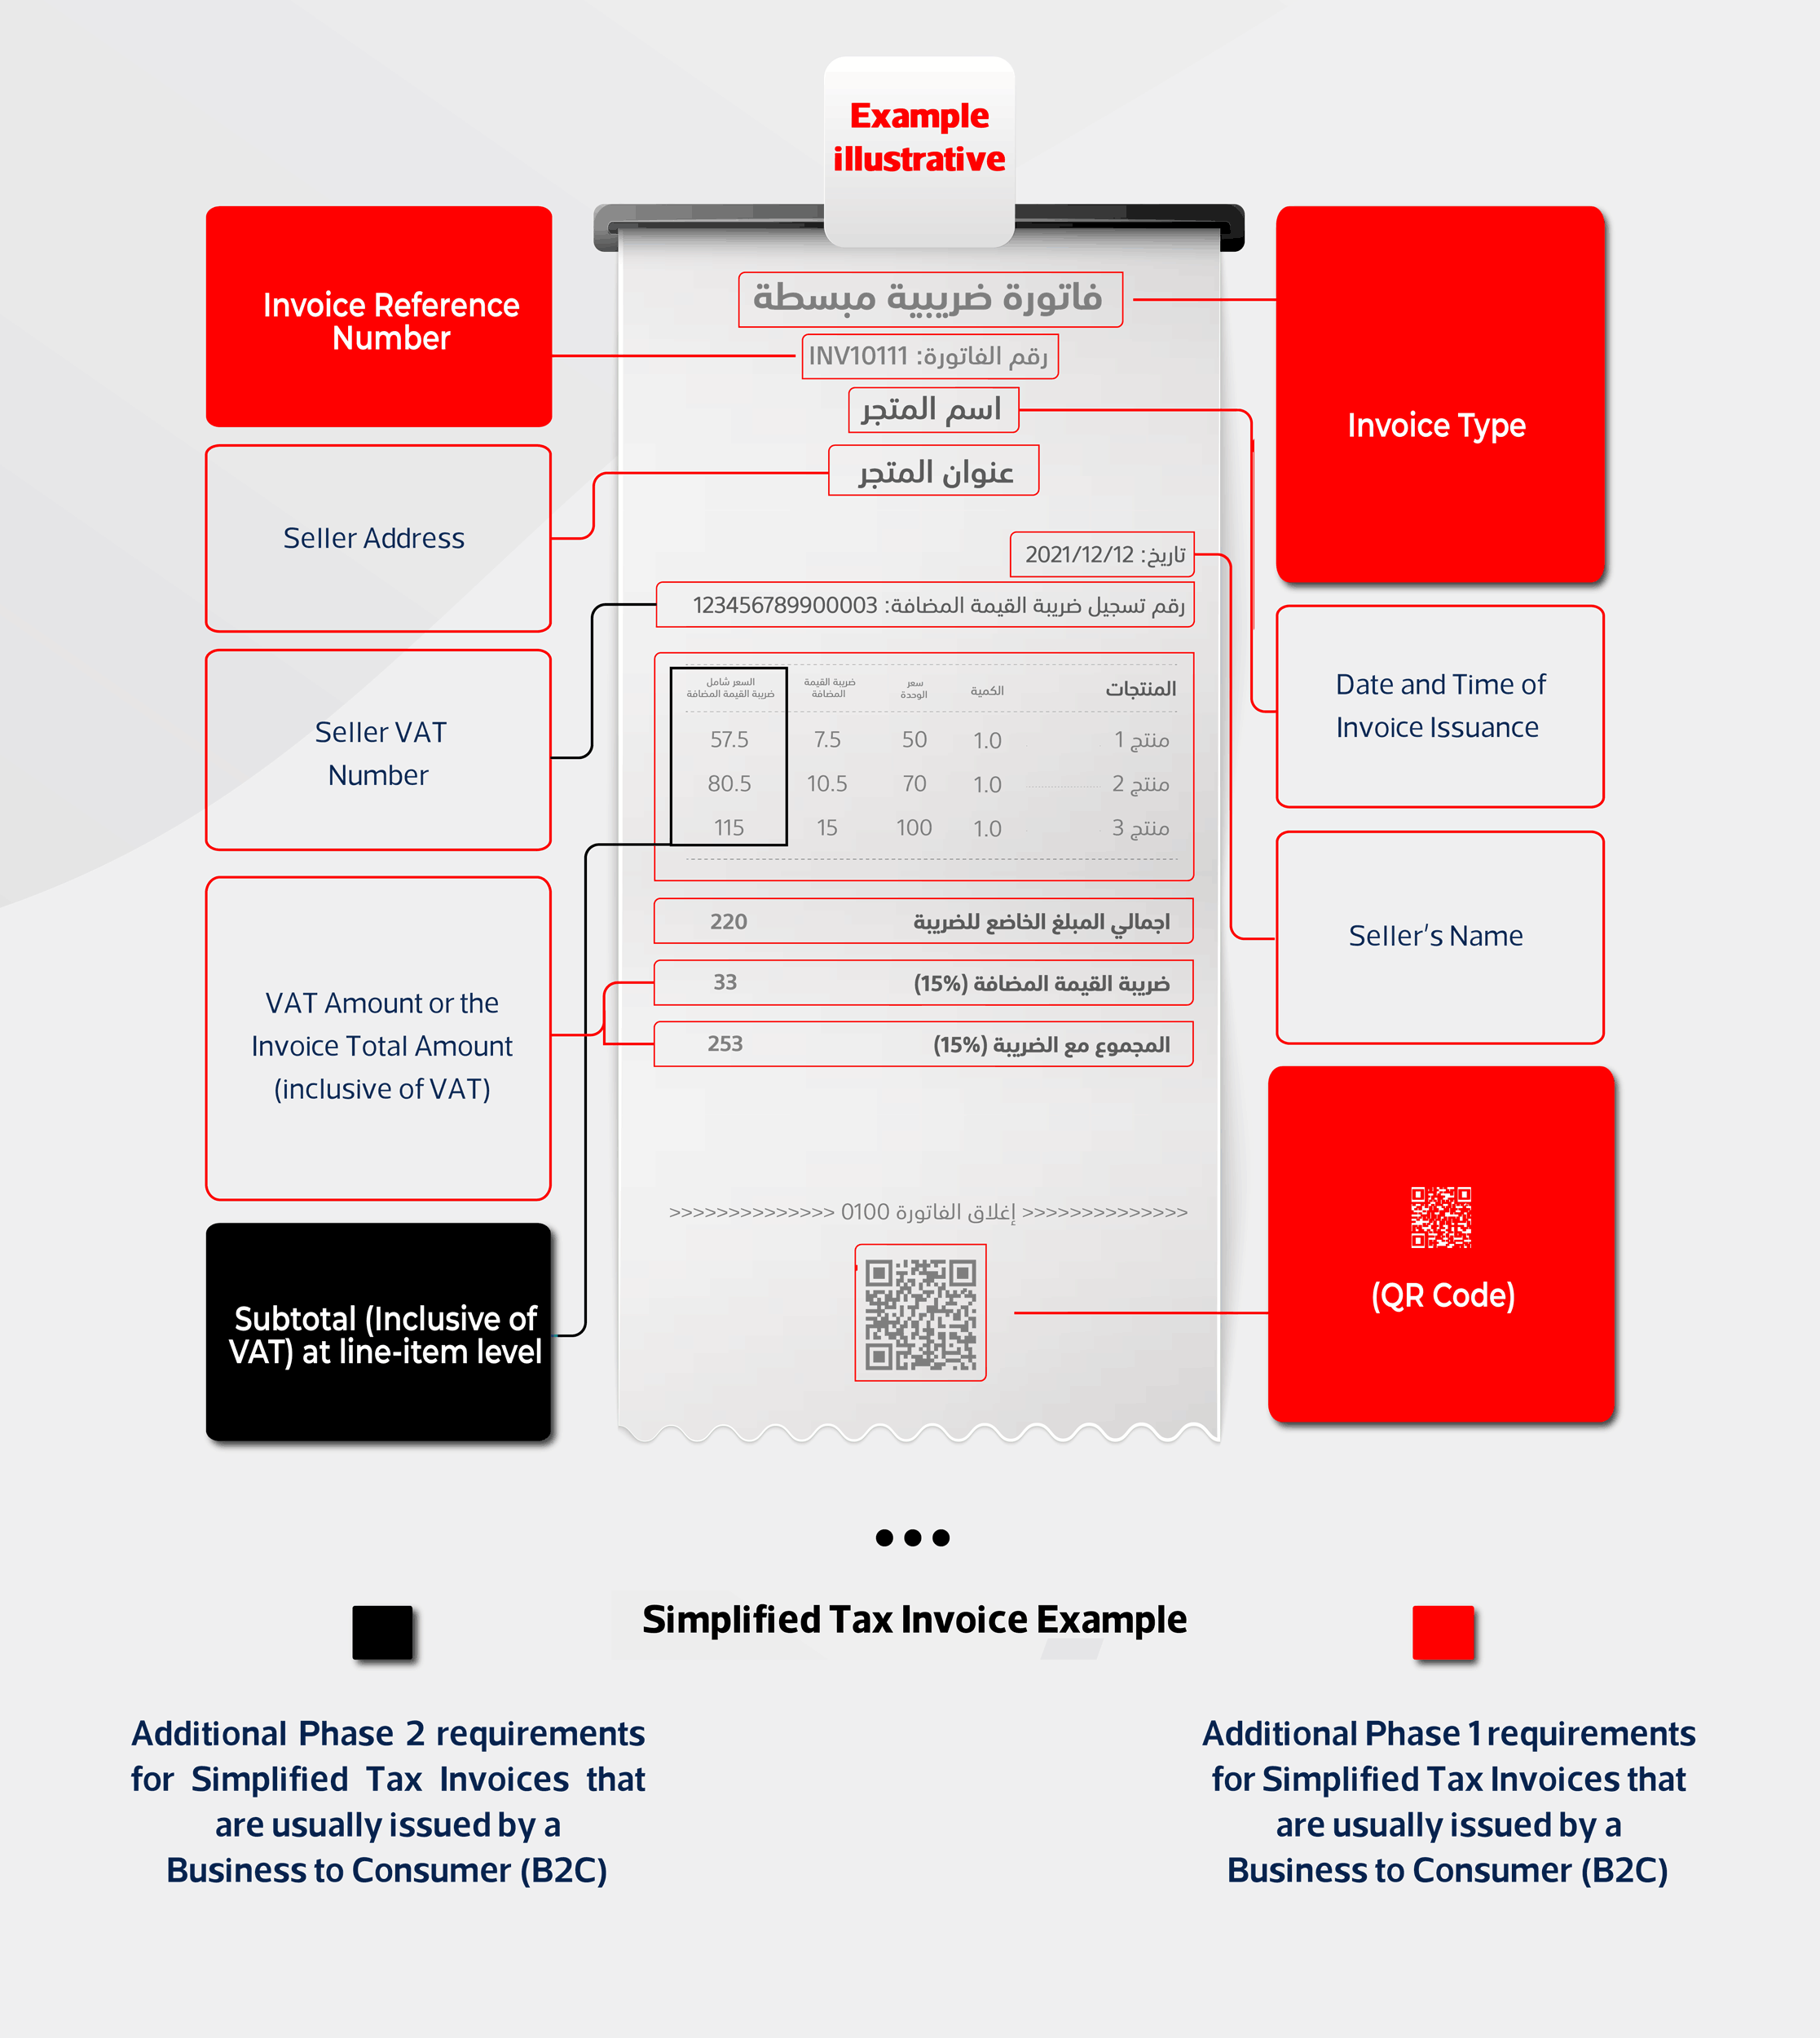 Example
illustrative
Invoice Reference
Number
Seller Address
Seller VAT
Number
VAT Amount or the
Invoice Total Amount
(inclusive of VAT)
Subtotal (Inclusive of
VAT) at line-item level
فاتورة ضريبية مبسطة
رقم الفاتورة: INV10111
اسم المتجر
عنوان المتجر
تاريخ: 2021/12/12
رقم تسجيل ضريبة القيمة المضافة: 123456789900003
المنتجات الكمية سعر الوحدة ضريبة القيمة المضافة السعر شامل ضريبة القيمة المضافة
منتج 1 1.0 50 7.5 57.5
منتج 2 1.0 70 10.5 80.5
منتج 3 1.0 100 15 115
اجمالي المبلغ الخاضع للضريبة 220
ضريبة القيمة المضافة (15%) 33
المجموع مع الضريبة (15%) 253
>>>>>>>>>>>>>> إغلاق الفاتورة 0100 >>>>>>>>>>>>>>
Invoice Type
Date and Time of
Invoice Issuance
Seller's Name
(QR Code)
Simplified Tax Invoice Example
Additional Phase 2 requirements
for Simplified Tax Invoices that
are usually issued by a
Business to Consumer (B2C)
Additional Phase 1 requirements
for Simplified Tax Invoices that
are usually issued by a
Business to Consumer (B2C)